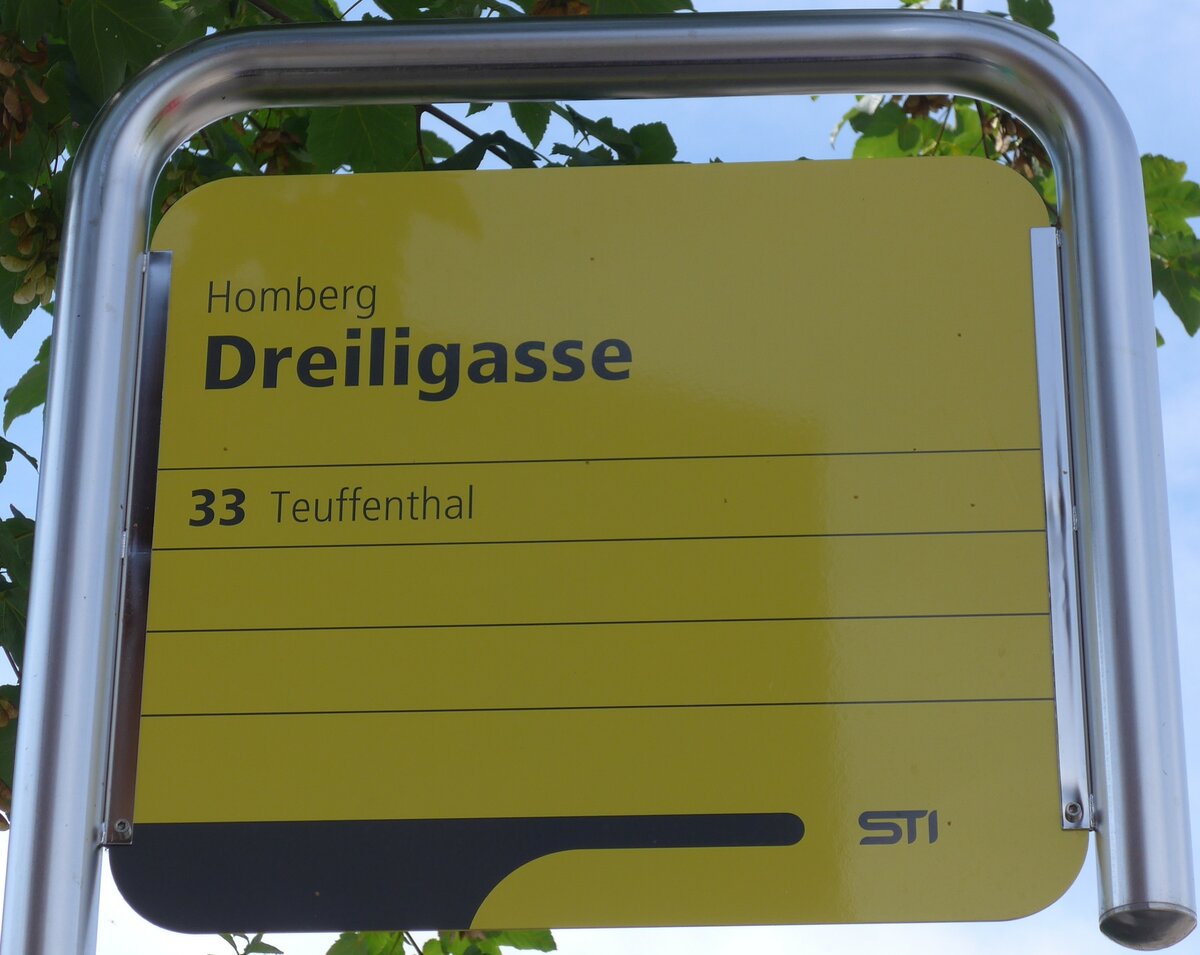 Homberg
Dreiligasse
33 Teuffenthal
STI